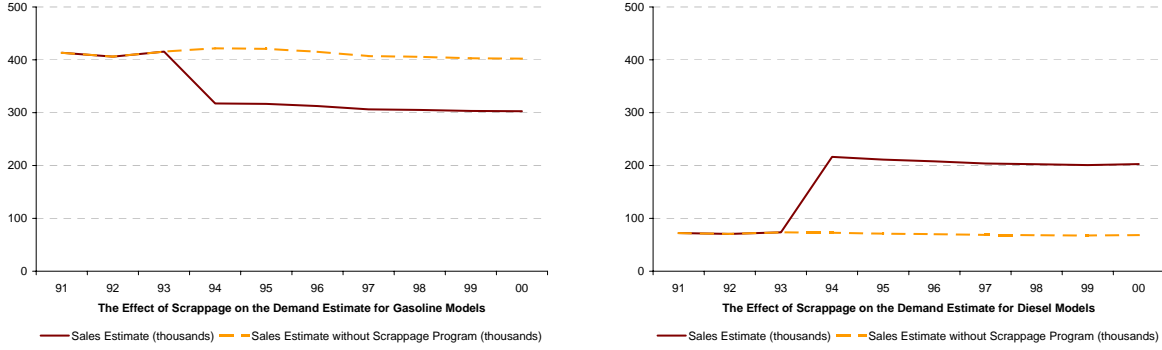 500
400
300
200
100
0
91 92 93 94 95 96 97 98 99 00
The Effect of Scrappage on the Demand Estimate for Gasoline Models
Sales Estimate (thousands) Sales Estimate without Scrappage Program (thousands)
500
400
300
200
100
0
91 92 93 94 95 96 97 98 99 00
The Effect of Scrappage on the Demand Estimate for Diesel Models
Sales Estimate (thousands) Sales Estimate without Scrappage Program (thousands)